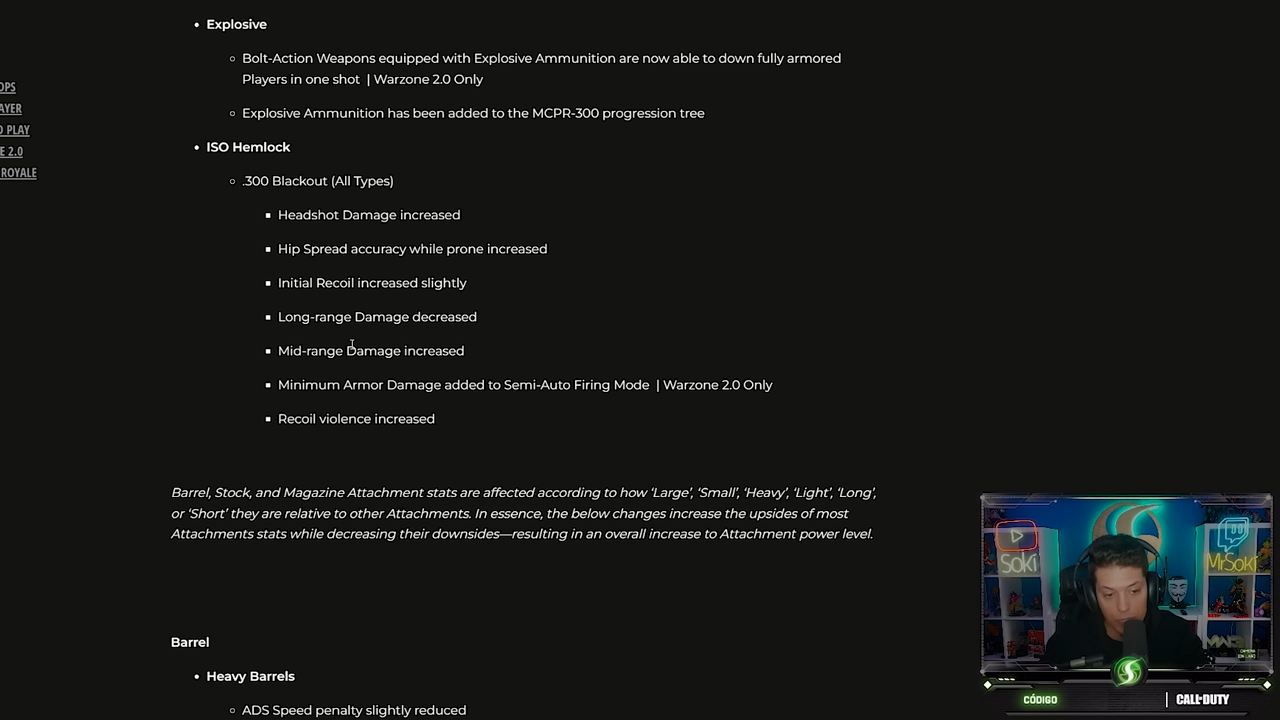 Explosive
Bolt-Action Weapons equipped with Explosive Ammunition are now able to down fully armored
Players in one shot | Warzone 2.0 Only
OPS
Explosive Ammunition has been added to the MCPR-300 progression tree
AYER
O PLAY
ISO Hemlock
E 2.0
ROYALE
.300 Blackout (All Types)
Headshot Damage increased
Hip Spread accuracy while prone increased
Initial Recoil increased slightly
Long-range Damage decreased
Mid-range Damage increased
Minimum Armor Damage added to Semi-Auto Firing Mode | Warzone 2.0 Only
Recoil violence increased
Barrel, Stock, and Magazine Attachment stats are affected according to how ‘Large’, ‘Small’, ‘Heavy’, ‘Light’, ‘Long’,
or ‘Short’ they are relative to other Attachments. In essence, the below changes increase the upsides of most
Attachments stats while decreasing their downsides—resulting in an overall increase to Attachment power level.
Soki
MrSoki
Barrel
Heavy Barrels
ADS Speed penalty slightly reduced
CÓDIGO | CALL OF DUTY